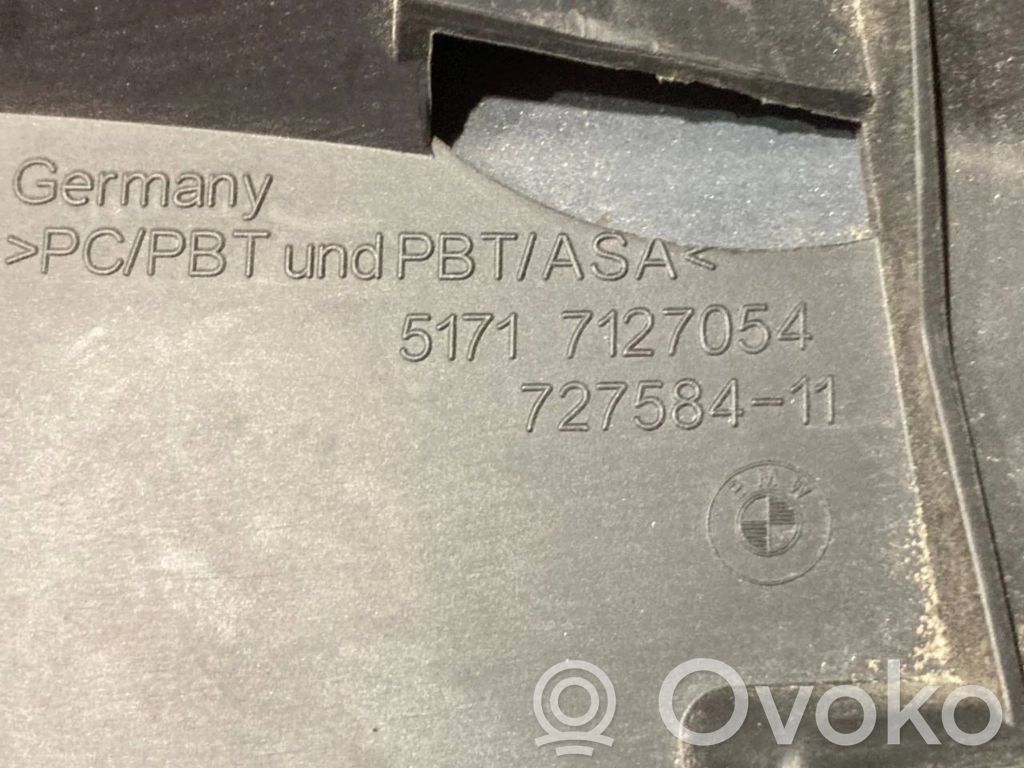 Germany
>PC/PBT und PBT/ASA<
5171 7127054
727584-11
BMW
Ovoko